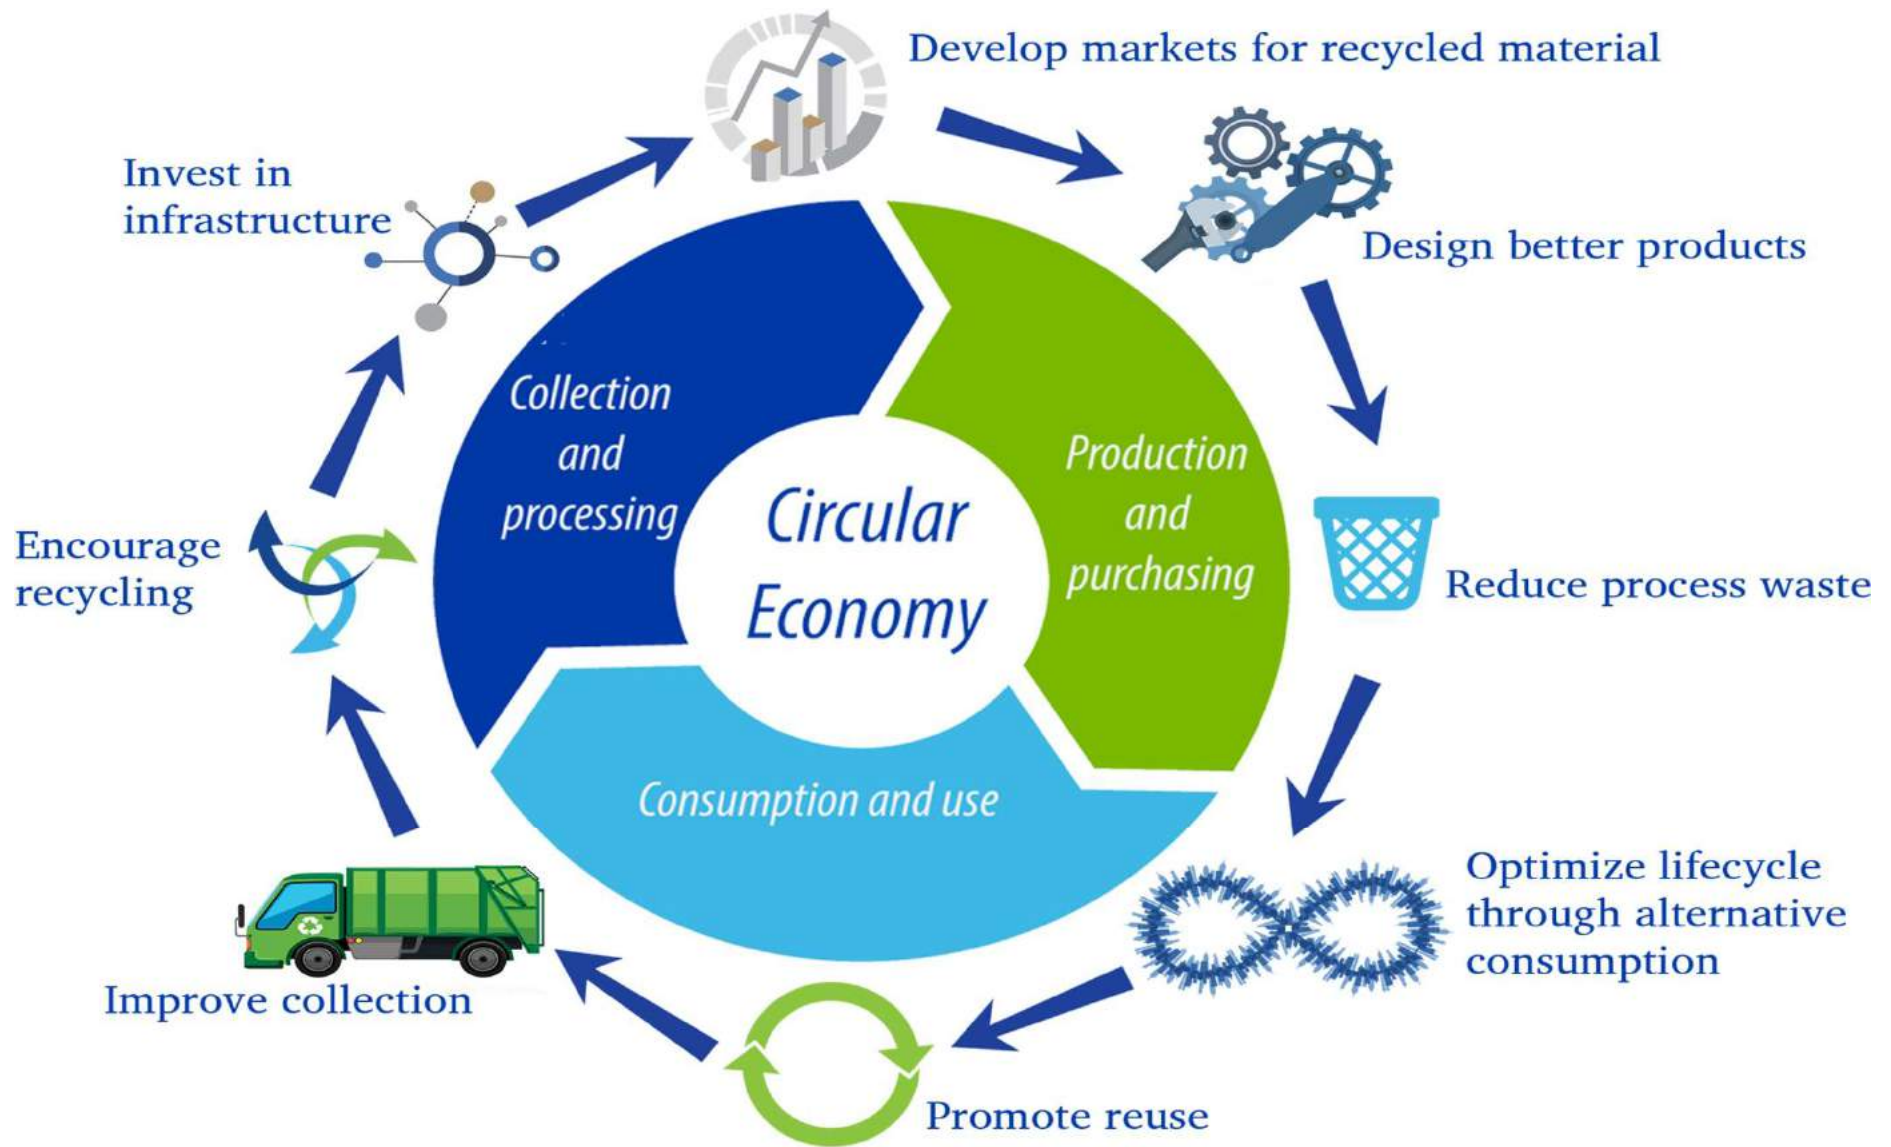 Develop markets for recycled material
Design better products
Reduce process waste
Optimize lifecycle
through alternative
consumption
Promote reuse
Improve collection
Encourage
recycling
Invest in
infrastructure
Collection
and
processing
Production
and
purchasing
Consumption and use
Circular
Economy